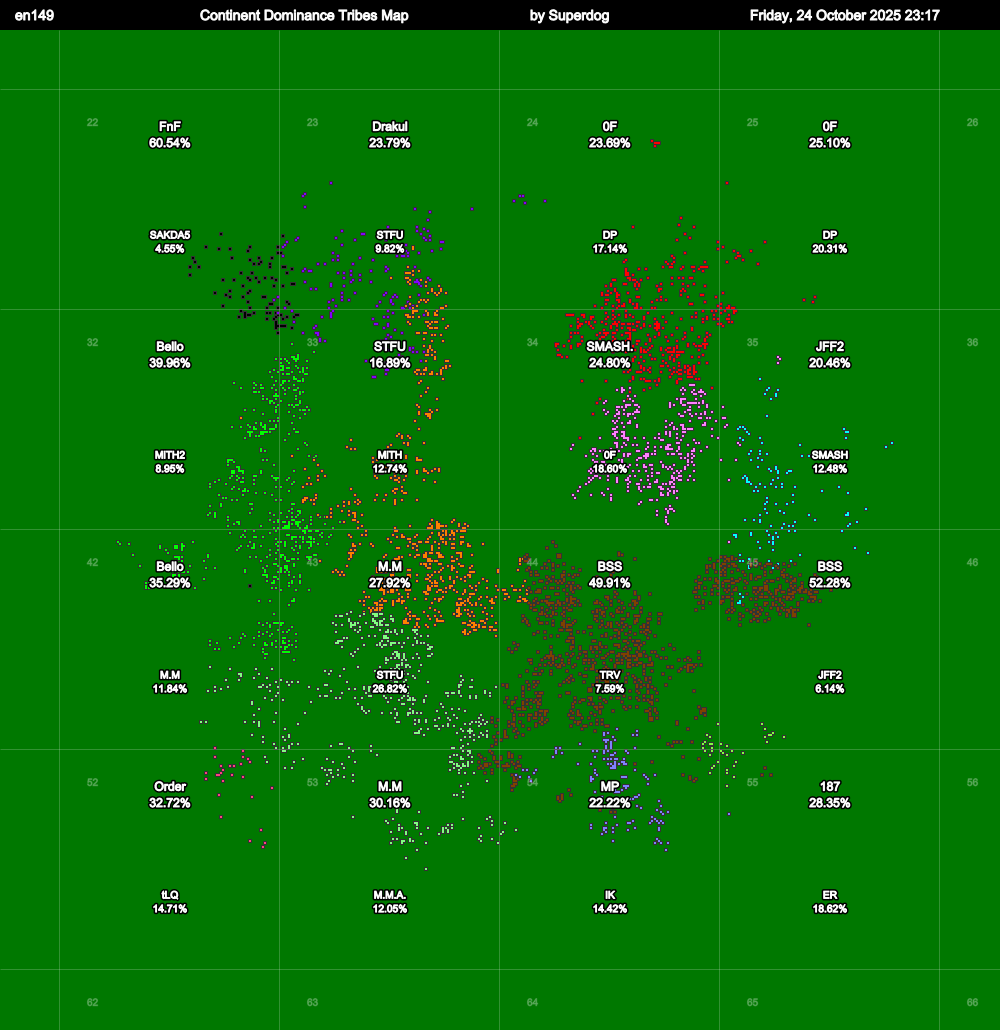 en149 Continent Dominance Tribes Map by Superdog Friday, 24 October 2025 23:17
22 23 24 25 26
FnF Drakul 0F 0F
60.54% 23.79% 23.69% 25.10%
SAKDA5 STFU DP DP
4.55% 9.82% 17.14% 20.31%
32 33 34 35 36
Bello STFU SMASH. JFF2
39.96% 16.89% 24.80% 20.46%
MITH2 MITH 0F SMASH
8.95% 12.74% 18.60% 12.48%
42 43 44 45 46
Bello M.M BSS BSS
35.29% 27.92% 49.91% 52.28%
M.M STFU TRV JFF2
11.84% 26.82% 7.59% 6.14%
52 53 54 55 56
Order M.M MP 187
32.72% 30.16% 22.22% 28.35%
tLQ M.M.A. IK ER
14.71% 12.05% 14.42% 18.62%
62 63 64 65 66